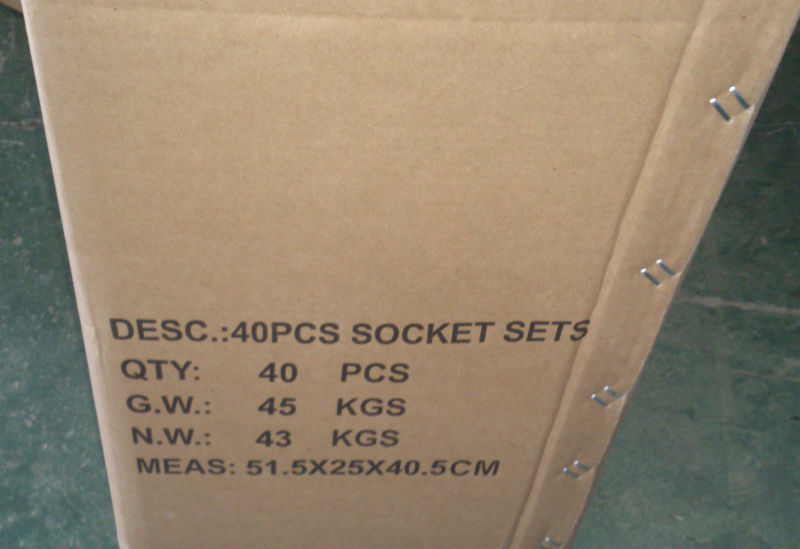 DESC.:40PCS SOCKET SETS
QTY: 40 PCS
G.W.: 45 KGS
N.W.: 43 KGS
MEAS: 51.5X25X40.5CM